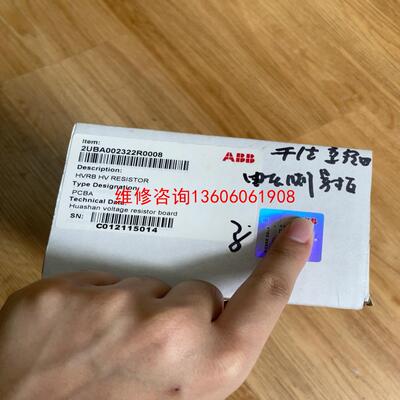 Item:
2UBA002322R0008
Description:
HVRB HV RESISTOR
Type Designation:
PCBA
Technical Data:
Huashan voltage resistor board
SN:
C012115014
ABB
维修咨询13606061908